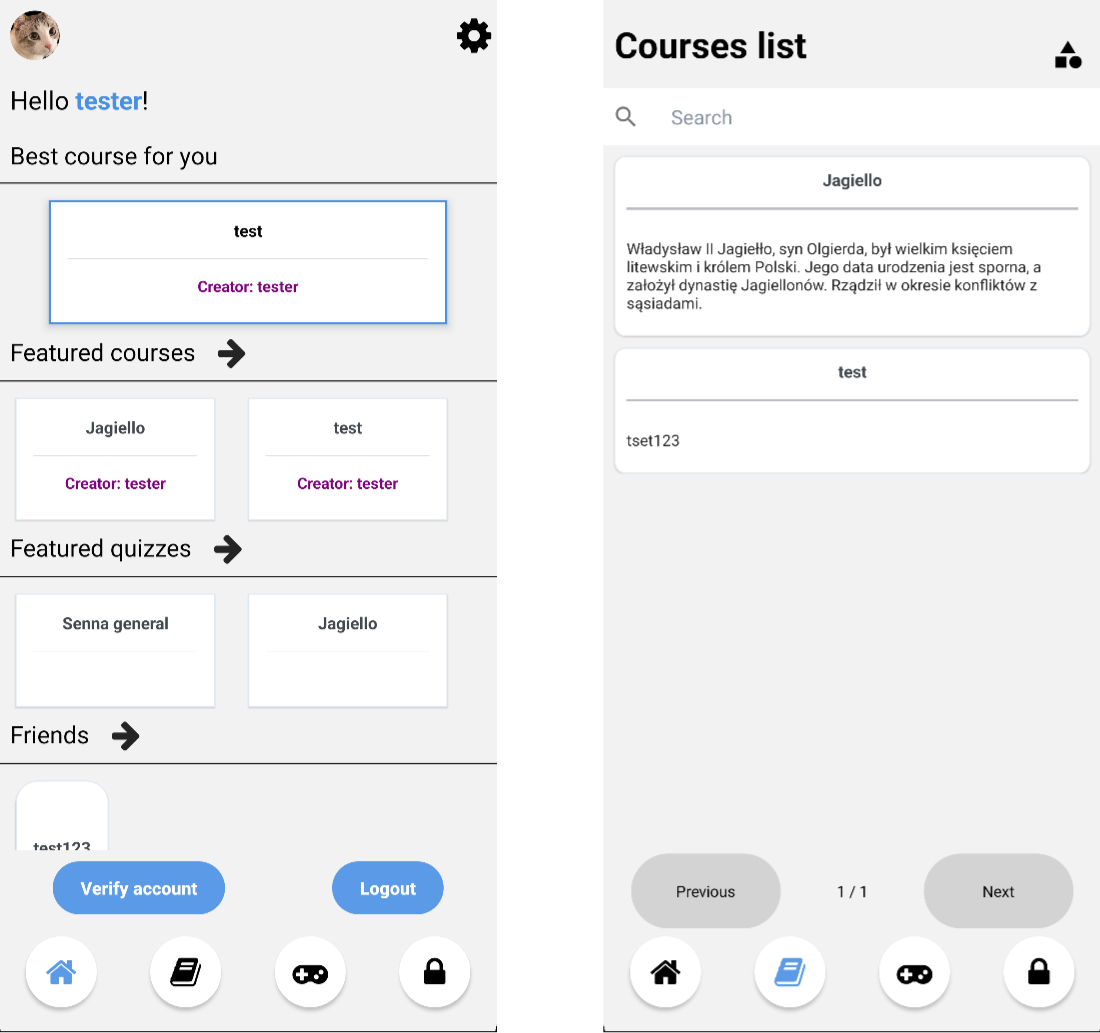 Hello tester!
Best course for you
test
Creator: tester
Featured courses
Jagiello
Creator: tester
test
Creator: tester
Featured quizzes
Senna general
Jagiello
Friends
test123
Verify account
Logout
Courses list
Search
Jagiello
Władysław II Jagiełło, syn Olgierda, był wielkim księciem
litewskim i królem Polski. Jego data urodzenia jest sporna, a
założył dynastię Jagiellonów. Rządził w okresie konfliktów z
sąsiadami.
test
tset123
Previous
1 / 1
Next